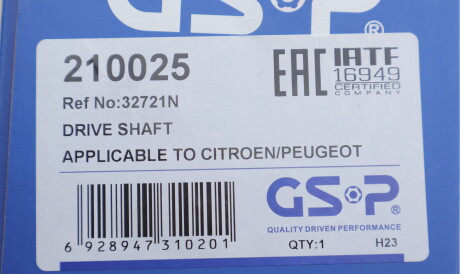 GSP®
210025
EAC IATF
16949
CERTIFIED
COMPANY
Ref No:32721N
DRIVE SHAFT
APPLICABLE TO CITROEN/PEUGEOT
GSP®
QUALITY DRIVEN PERFORMANCE
6 928947 310201
QTY:1 H23